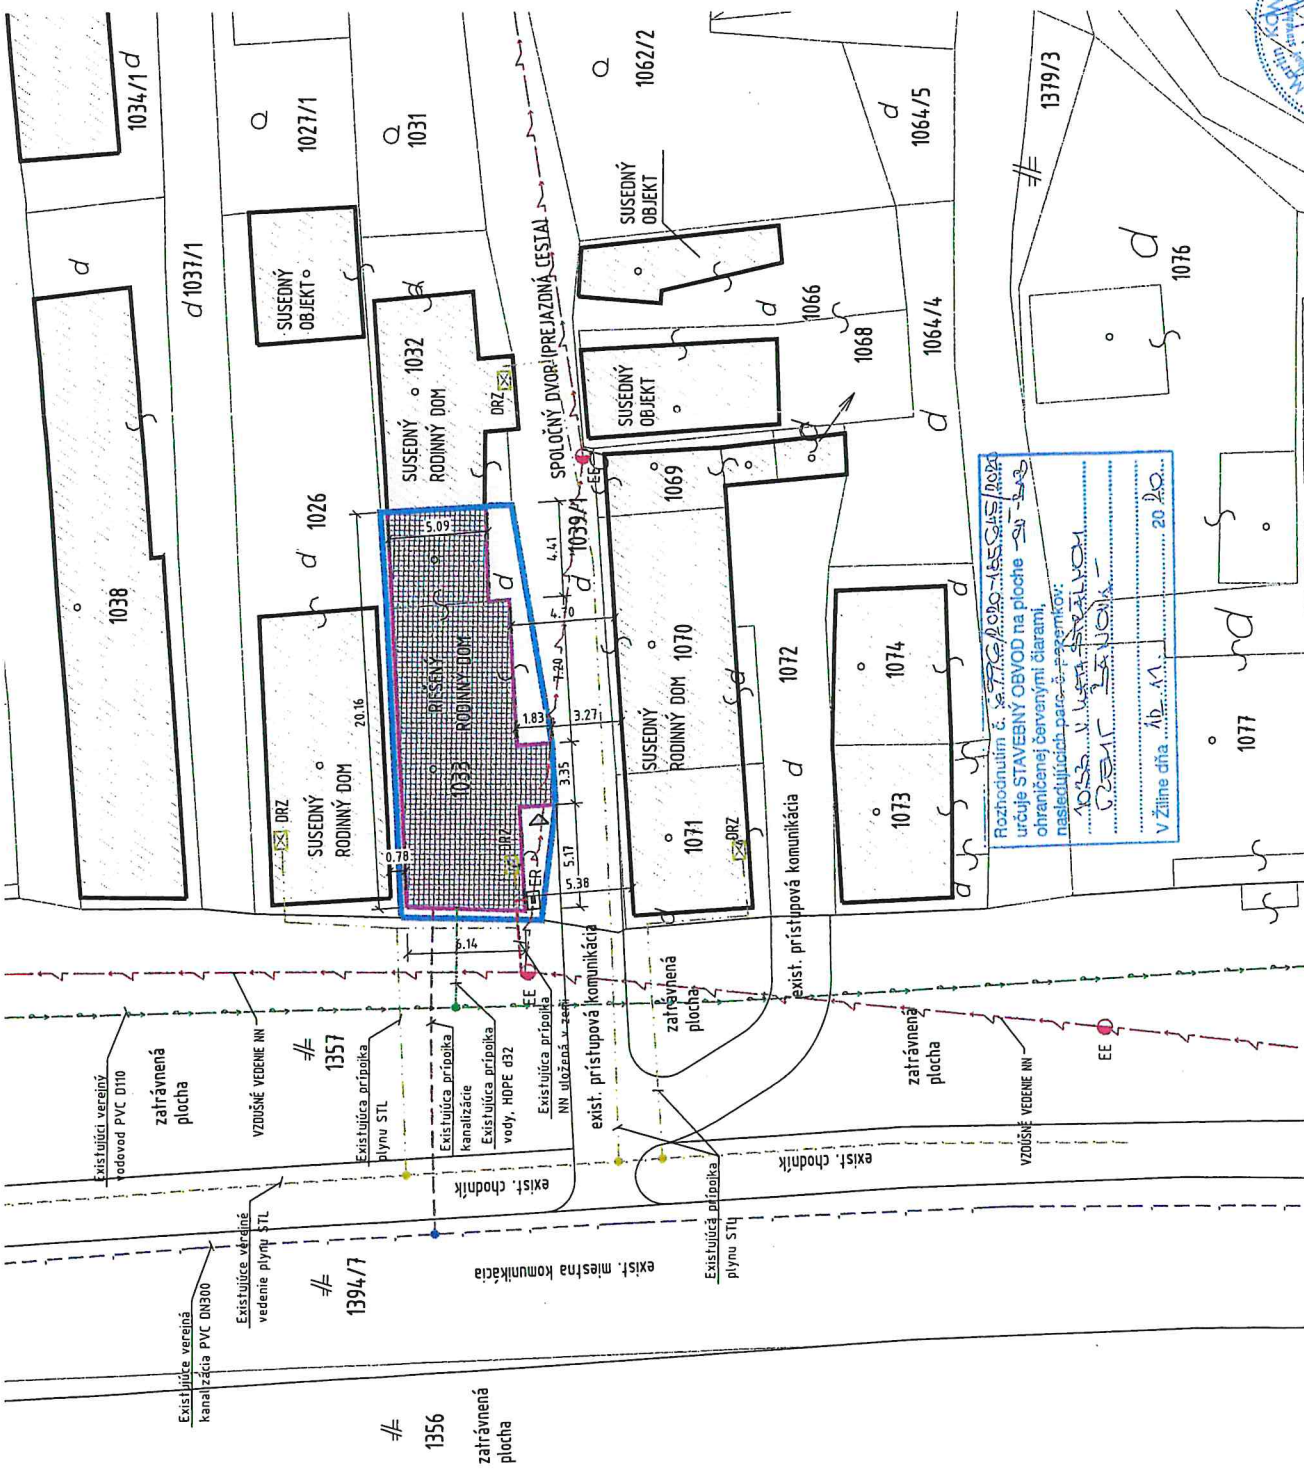 1034/1
1027/1
1031
1062/2
1064/5
1379/3
1037/1
SUSEDNÝ
OBJEKT
SUSEDNÝ
OBJEKT
1038
1026
SUSEDNÝ
RODINNÝ DOM
1032
DRZ
SPOLOČNÝ DVOR (PREJAZDNÁ CESTA)
1039/1
SUSEDNÝ
OBJEKT
1066
1068
1064/4
1076
SUSEDNÝ
RODINNÝ DOM
DRZ
RIEŠENÝ
RODINNÝ DOM
1033
DRZ
ER
20.16
5.09
4.41
4.70
7.20
1.83
3.27
3.35
5.17
5.38
0.78
EE
1069
SUSEDNÝ
RODINNÝ DOM
1070
1071
DRZ
1072
1073
1074
1077
Rozhodnutím č.
určuje STAVEBNÝ OBVOD na ploche
ohraničenej červenými čiarami,
nasledujúcich parc. č. pozemkov:
1033
V Žiline dňa 16. 11. 20 20
Existujúci verejný
vodovod PVC D110
zatrávnená
plocha
VZDUŠNÉ VEDENIE NN
1357
Existujúca prípojka
plynu STL
Existujúca prípojka
kanalizácie
Existujúca prípojka
vody, HDPE d32
Existujúca prípojka
NN uložená v zemi
EE
exist. prístupová komunikácia
zatrávnená
plocha
exist. prístupová komunikácia
zatrávnená
plocha
EE
VZDUŠNÉ VEDENIE NN
Existujúce verejné
vedenie plynu STL
exist. chodník
exist. chodník
Existujúca prípojka
plynu STL
exist. miestna komunikácia
1394/7
Existujúce verejná
kanalizácia PVC DN300
1356
zatrávnená
plocha